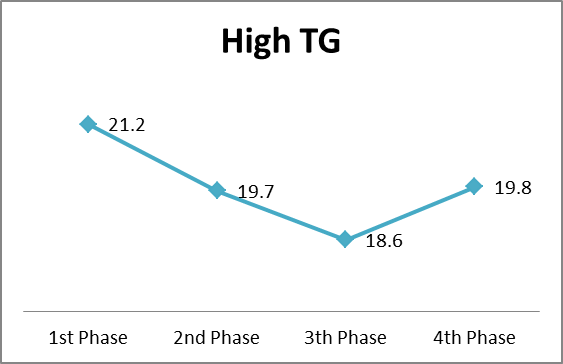 High TG
21.2
19.7
18.6
19.8
1st Phase
2nd Phase
3th Phase
4th Phase